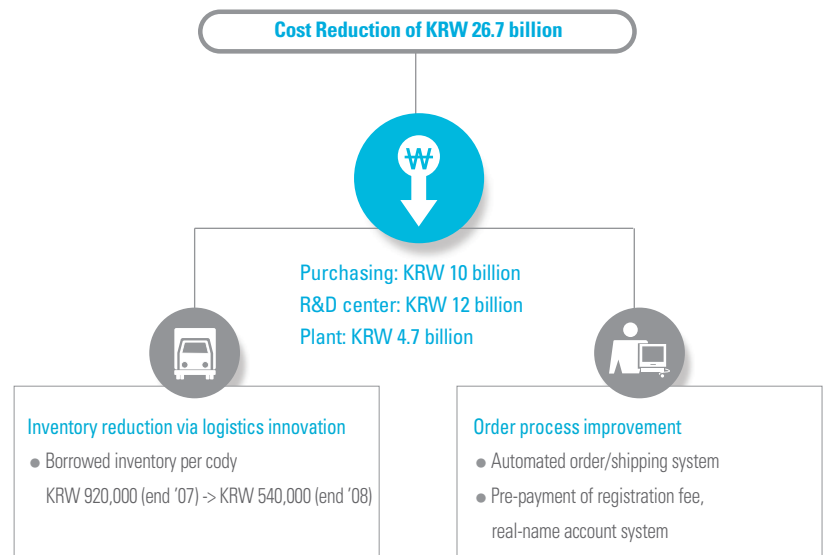 Cost Reduction of KRW 26.7 billion
₩
Purchasing: KRW 10 billion
R&D center: KRW 12 billion
Plant: KRW 4.7 billion
Inventory reduction via logistics innovation
● Borrowed inventory per cody
KRW 920,000 (end ’07) -> KRW 540,000 (end ’08)
Order process improvement
● Automated order/shipping system
● Pre-payment of registration fee,
real-name account system